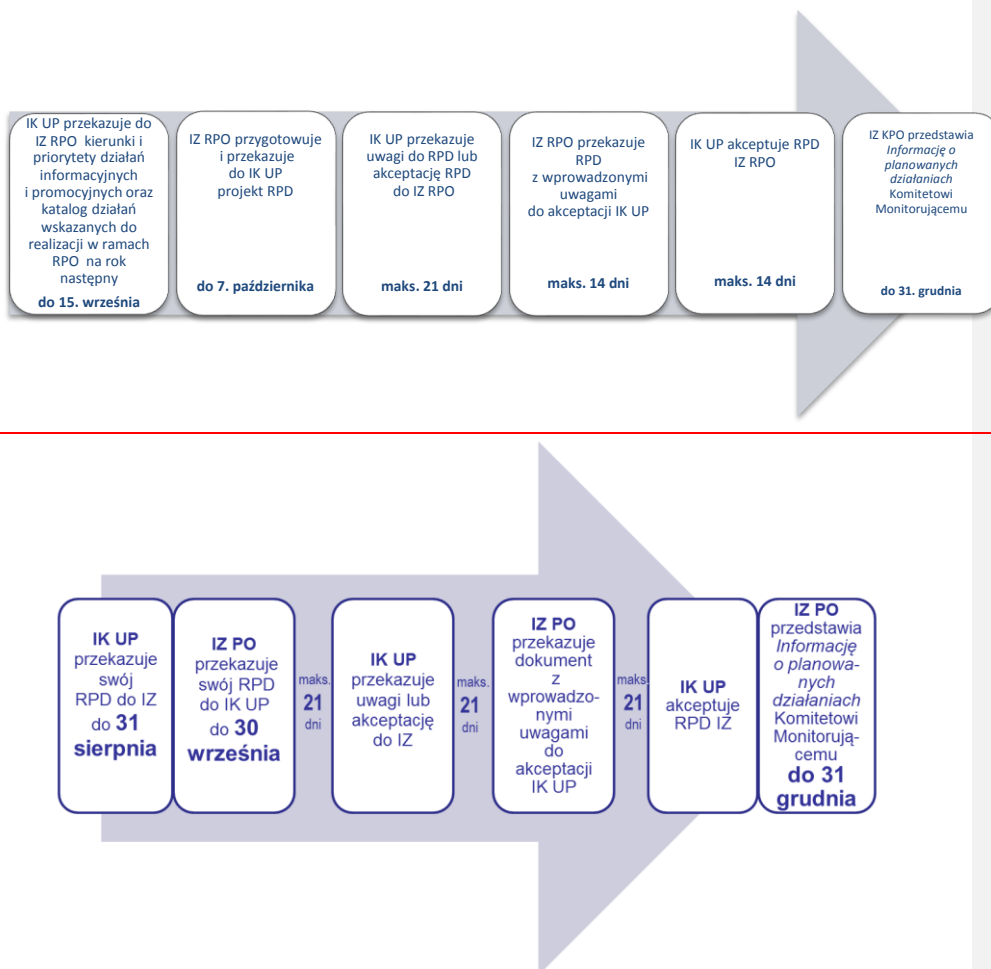 IK UP przekazuje do
IZ RPO kierunki i
priorytety działań
informacyjnych
i promocyjnych oraz
katalog działań
wskazanych do
realizacji w ramach
RPO na rok
następny
do 15. września
IZ RPO przygotowuje
i przekazuje
do IK UP
projekt RPD
do 7. października
IK UP przekazuje
uwagi do RPD lub
akceptację RPD
do IZ RPO
maks. 21 dni
IZ RPO przekazuje
RPD
z wprowadzonymi
uwagami
do akceptacji IK UP
maks. 14 dni
IK UP akceptuje RPD
IZ RPO
maks. 14 dni
IZ KPO przedstawia
Informację o
planowanych
działaniach
Komitetowi
Monitorującemu
do 31. grudnia
IK UP
przekazuje
swój
RPD do IZ
do 31
sierpnia
IZ PO
przekazuje
swój RPD
do IK UP
do 30
września
maks.
21
dni
IK UP
przekazuje
uwagi lub
akceptację
do IZ
maks.
21
dni
IZ PO
przekazuje
dokument
z
wprowadzo-
nymi
uwagami
do
akceptacji
IK UP
maks
21
dni
IK UP
akceptuje
RPD IZ
IZ PO
przedstawia
Informację
o planowa-
nych
działaniach
Komitetowi
Monitorują-
cemu
do 31
grudnia